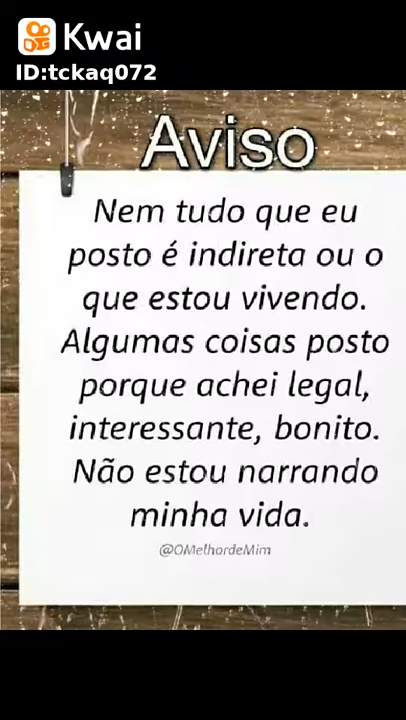 Kwai
ID:tckaq072
Aviso
Nem tudo que eu
posto é indireta ou o
que estou vivendo.
Algumas coisas posto
porque achei legal,
interessante, bonito.
Não estou narrando
minha vida.
@OMelhordeMim